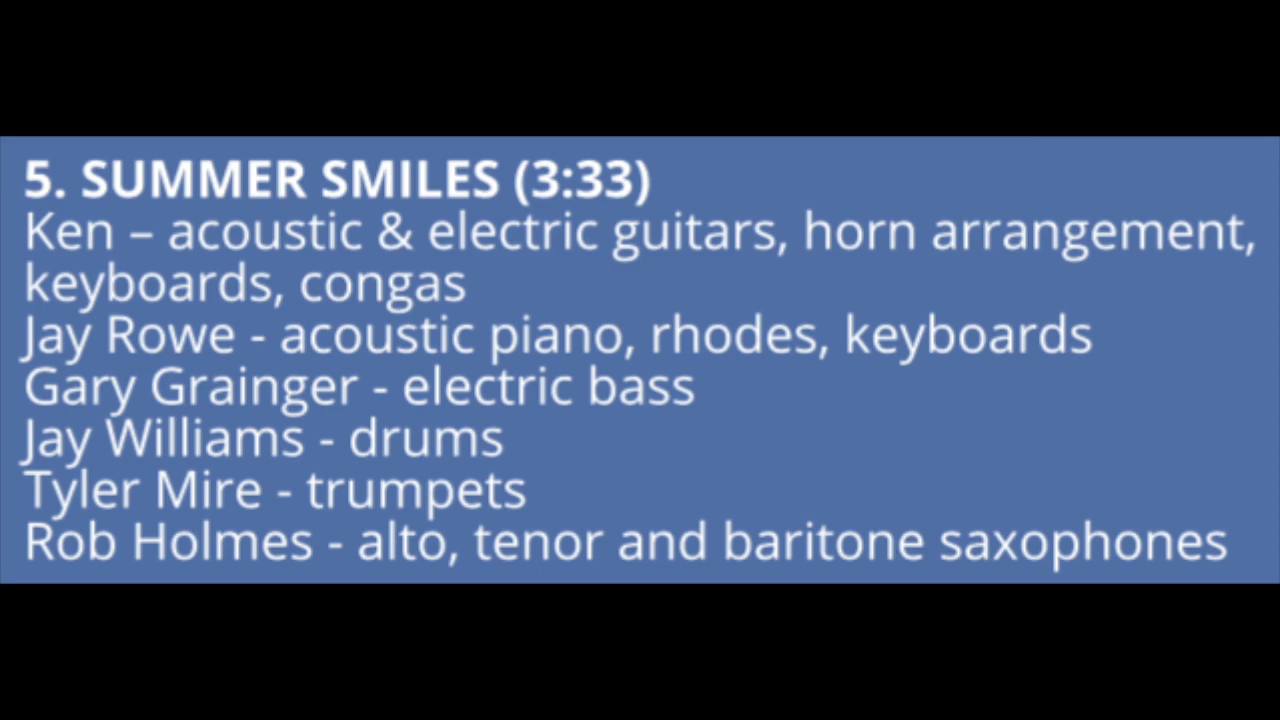 5. SUMMER SMILES (3:33)
Ken – acoustic & electric guitars, horn arrangement,
keyboards, congas
Jay Rowe - acoustic piano, rhodes, keyboards
Gary Grainger - electric bass
Jay Williams - drums
Tyler Mire - trumpets
Rob Holmes - alto, tenor and baritone saxophones